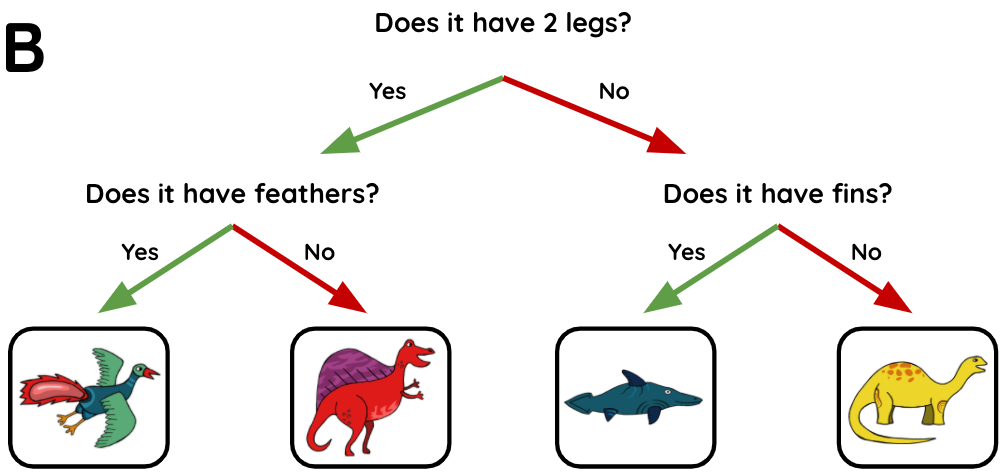 B
Does it have 2 legs?
Yes
No
Does it have feathers?
Does it have fins?
Yes
No
Yes
No